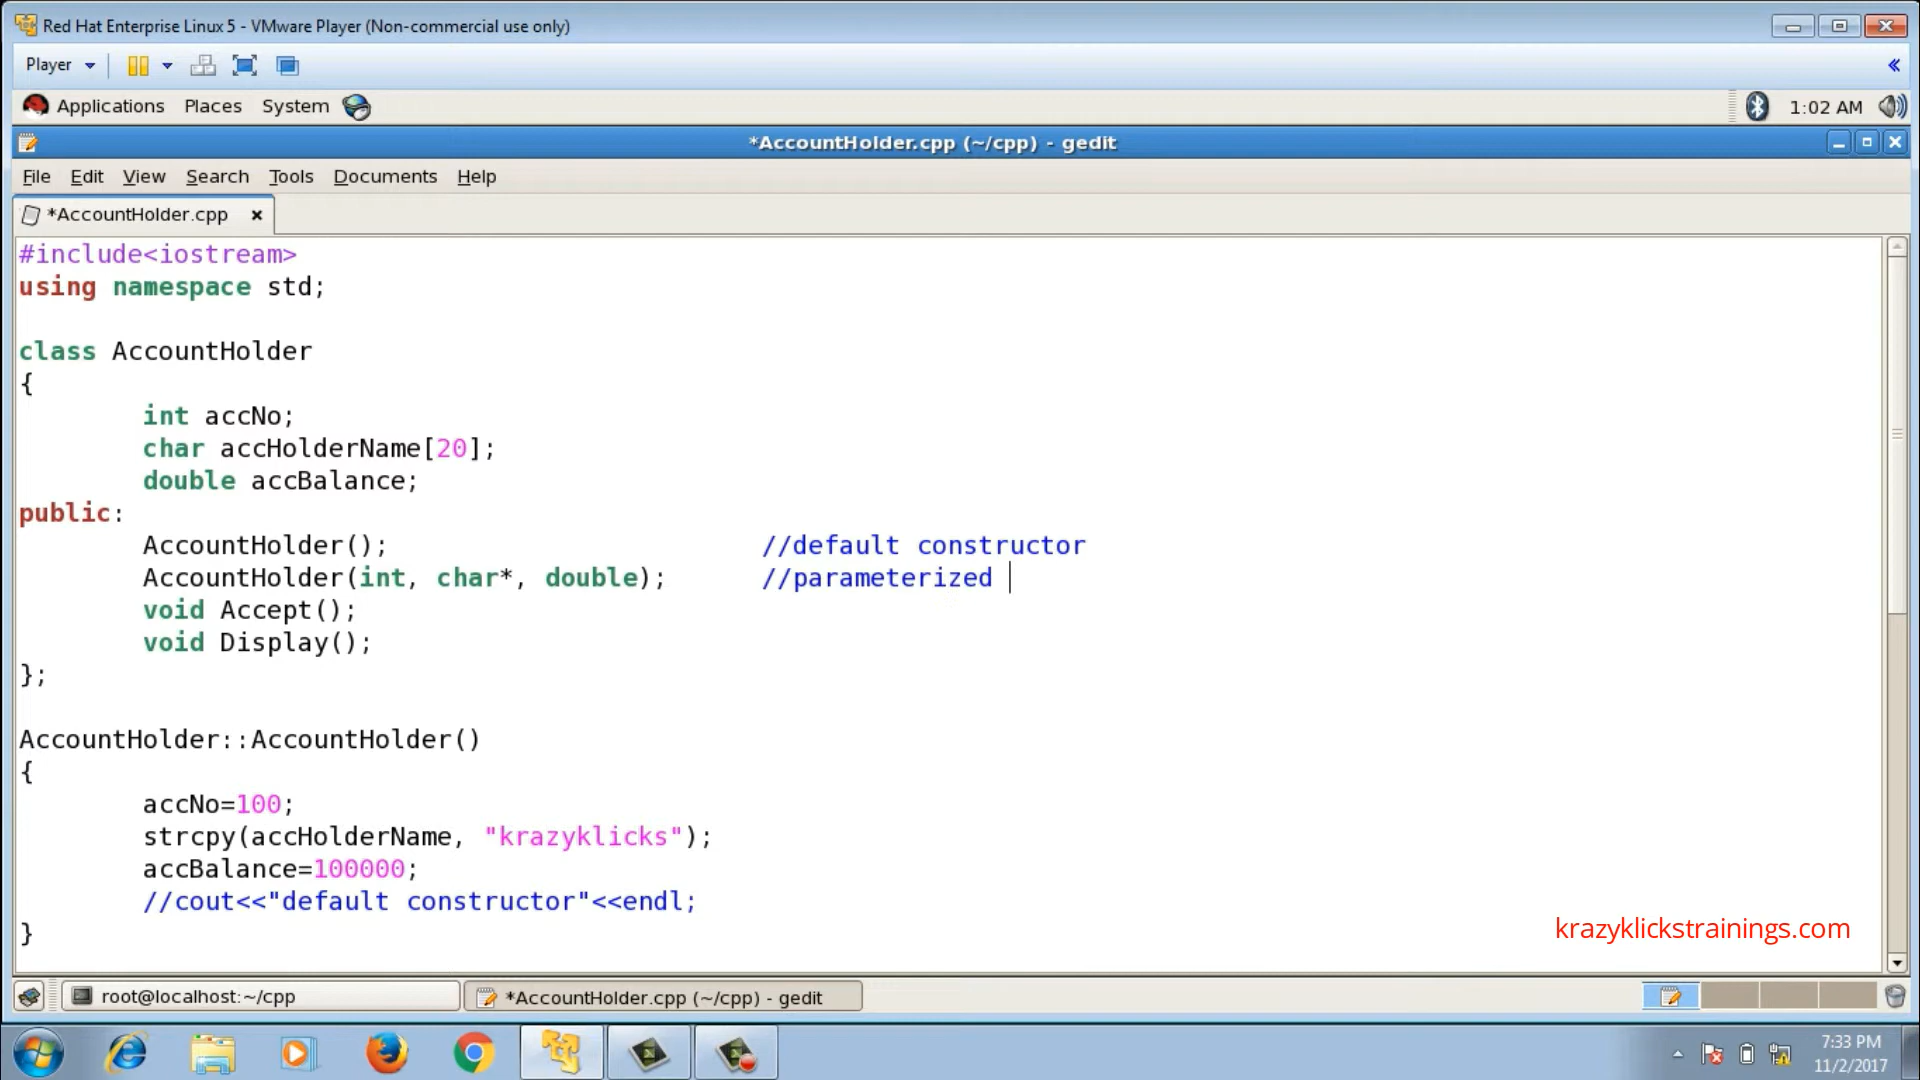 Red Hat Enterprise Linux 5 - VMware Player (Non-commercial use only)
Player
Applications Places System
1:02 AM
*AccountHolder.cpp (~/cpp) - gedit
File Edit View Search Tools Documents Help
*AccountHolder.cpp
#include<iostream>
using namespace std;
class AccountHolder
{
int accNo;
char accHolderName[20];
double accBalance;
public:
AccountHolder(); //default constructor
AccountHolder(int, char*, double); //parameterized
void Accept();
void Display();
};
AccountHolder::AccountHolder()
{
accNo=100;
strcpy(accHolderName, "krazyklicks");
accBalance=100000;
//cout<<"default constructor"<<endl;
}
krazyklickstrainings.com
root@localhost:~/cpp
*AccountHolder.cpp (~/cpp) - gedit
7:33 PM
11/2/2017